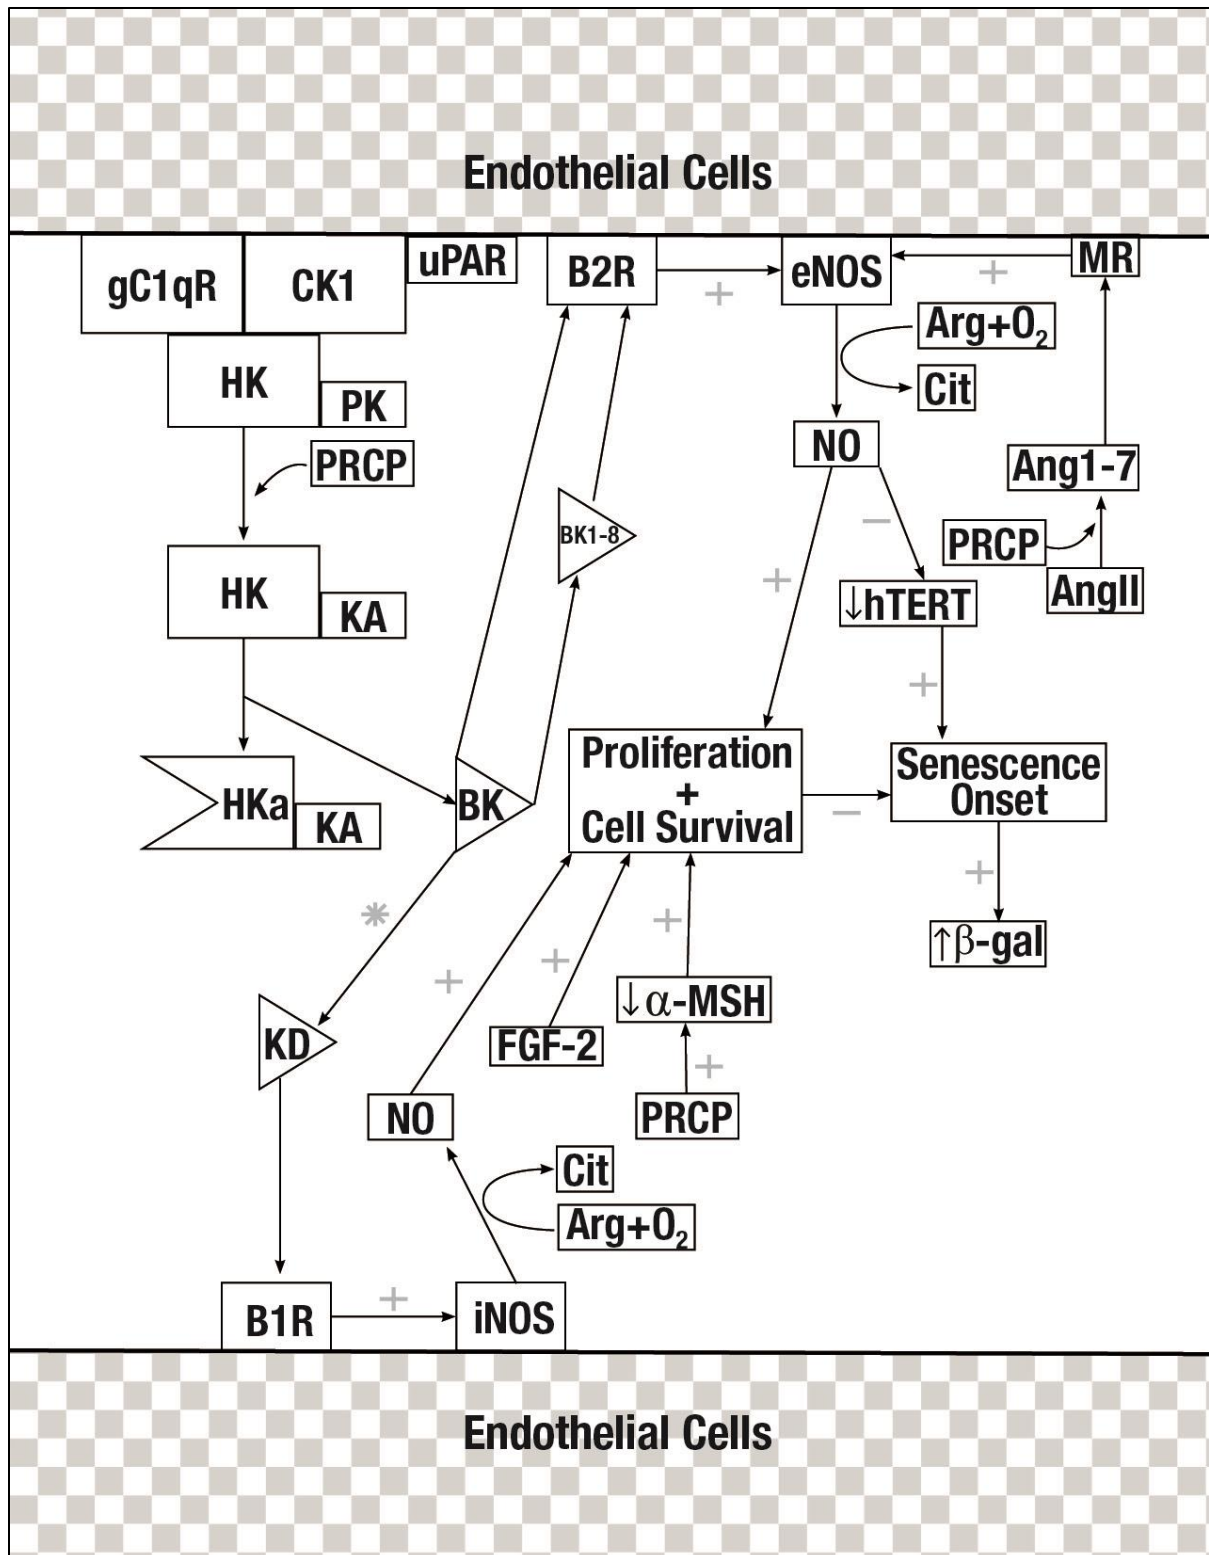 Endothelial Cells
gC1qR
CK1
uPAR
B2R
+
eNOS
+
MR
HK
PK
Arg+O₂
Cit
PRCP
NO
Ang1-7
BK1-8
−
PRCP
AngII
HK
KA
+
↓hTERT
+
HKa
KA
BK
Proliferation
+
Cell Survival
−
Senescence
Onset
*
+
+
+
+
↑β-gal
KD
FGF-2
↓α-MSH
+
PRCP
NO
Cit
Arg+O₂
B1R
+
iNOS
Endothelial Cells